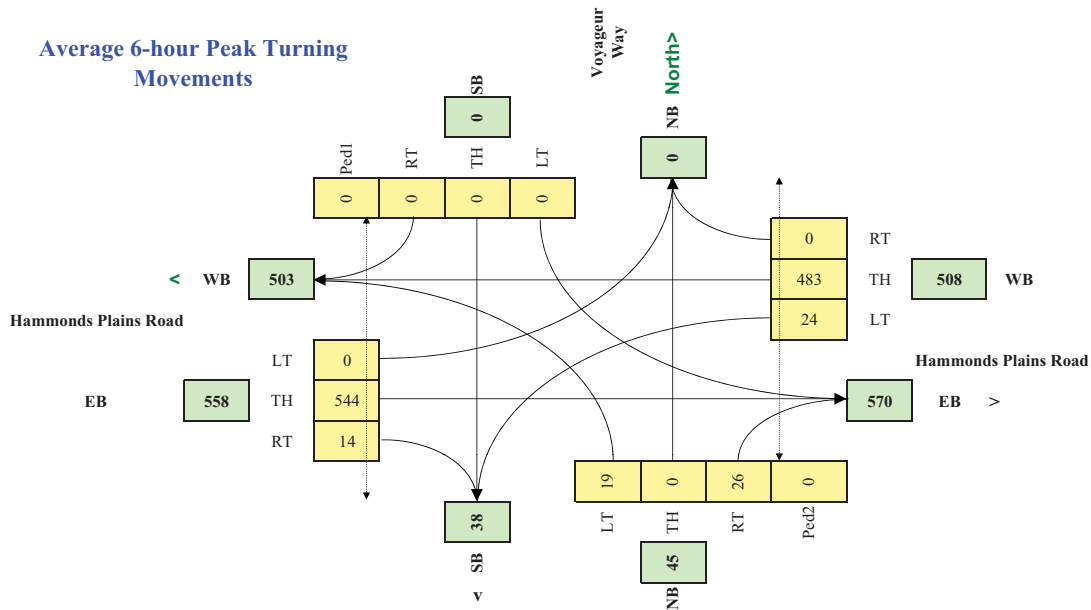 Average 6-hour Peak Turning
Movements
Voyageur
Way
North>
SB
NB
0
0
Ped1
RT
TH
LT
0
0
0
0
0
RT
< WB
503
483
TH
508
WB
24
LT
Hammonds Plains Road
LT
0
Hammonds Plains Road
EB
558
TH
544
570
EB >
RT
14
19
0
26
0
38
LT
TH
RT
Ped2
SB
45
v
NB